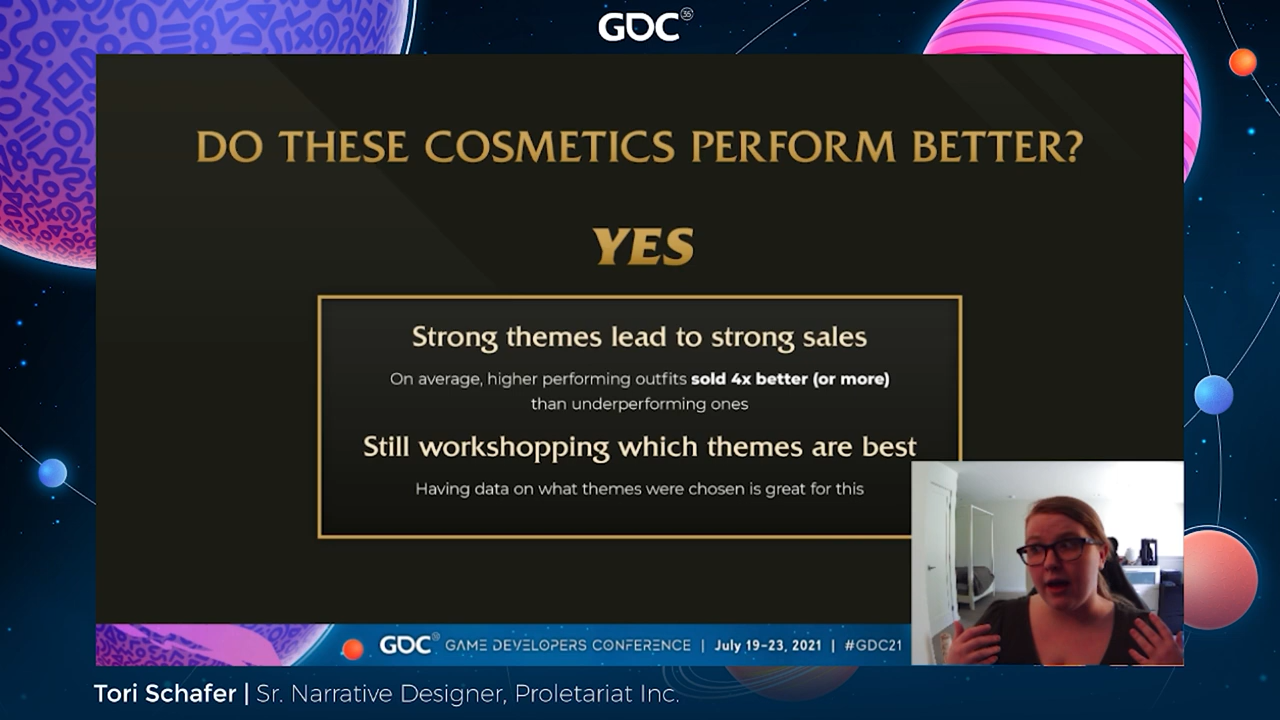 GDC 35
DO THESE COSMETICS PERFORM BETTER?
YES
Strong themes lead to strong sales
On average, higher performing outfits sold 4x better (or more)
than underperforming ones
Still workshopping which themes are best
Having data on what themes were chosen is great for this
GDC 35 GAME DEVELOPERS CONFERENCE | July 19-23, 2021 | #GDC21
Tori Schafer | Sr. Narrative Designer, Proletariat Inc.